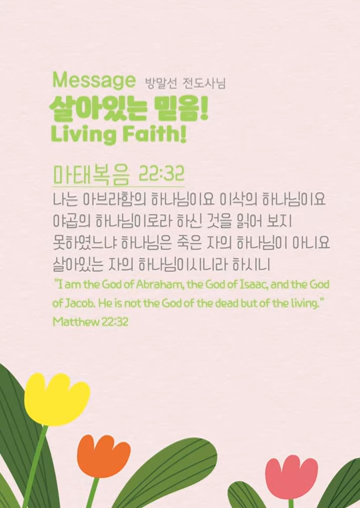 Message 방말선 전도사님
살아있는 믿음!
Living Faith!
마태복음 22:32
나는 아브라함의 하나님이요 이삭의 하나님이요
야곱의 하나님이로라 하신 것을 읽어 보지
못하였느냐 하나님은 죽은 자의 하나님이 아니요
살아있는 자의 하나님이시니라 하시니
"I am the God of Abraham, the God of Isaac, and the God
of Jacob. He is not the God of the dead but of the living."
Matthew 22:32